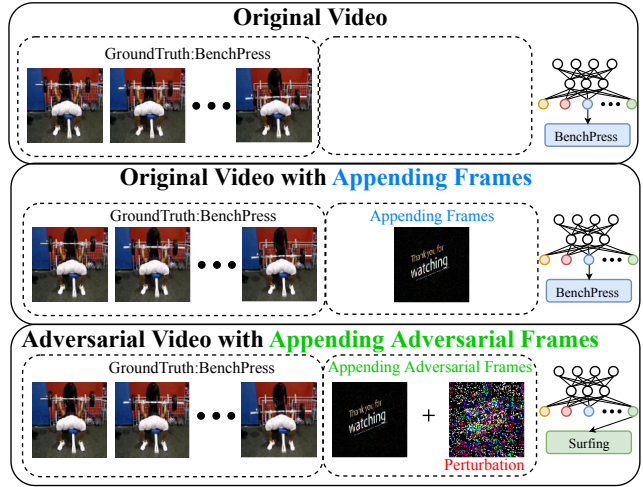 Original Video
GroundTruth:BenchPress
BenchPress
Original Video with Appending Frames
GroundTruth:BenchPress
Appending Frames
Thank you for
watching
BenchPress
Adversarial Video with Appending Adversarial Frames
GroundTruth:BenchPress
Appending Adversarial Frames
Thank you for
watching
+
Perturbation
Surfing